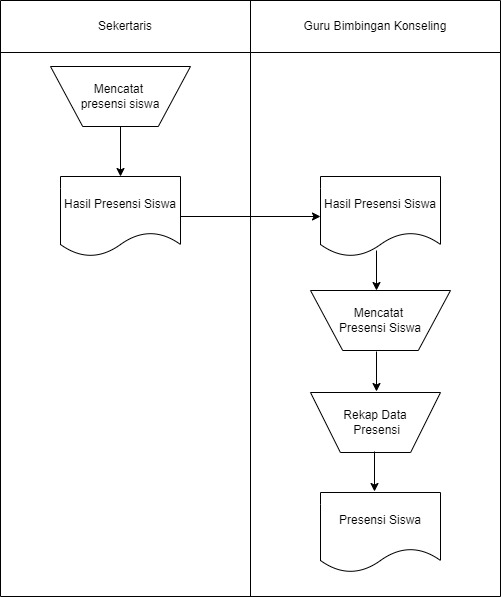 Sekertaris
Guru Bimbingan Konseling
Mencatat
presensi siswa
Hasil Presensi Siswa
Hasil Presensi Siswa
Mencatat
Presensi Siswa
Rekap Data
Presensi
Presensi Siswa